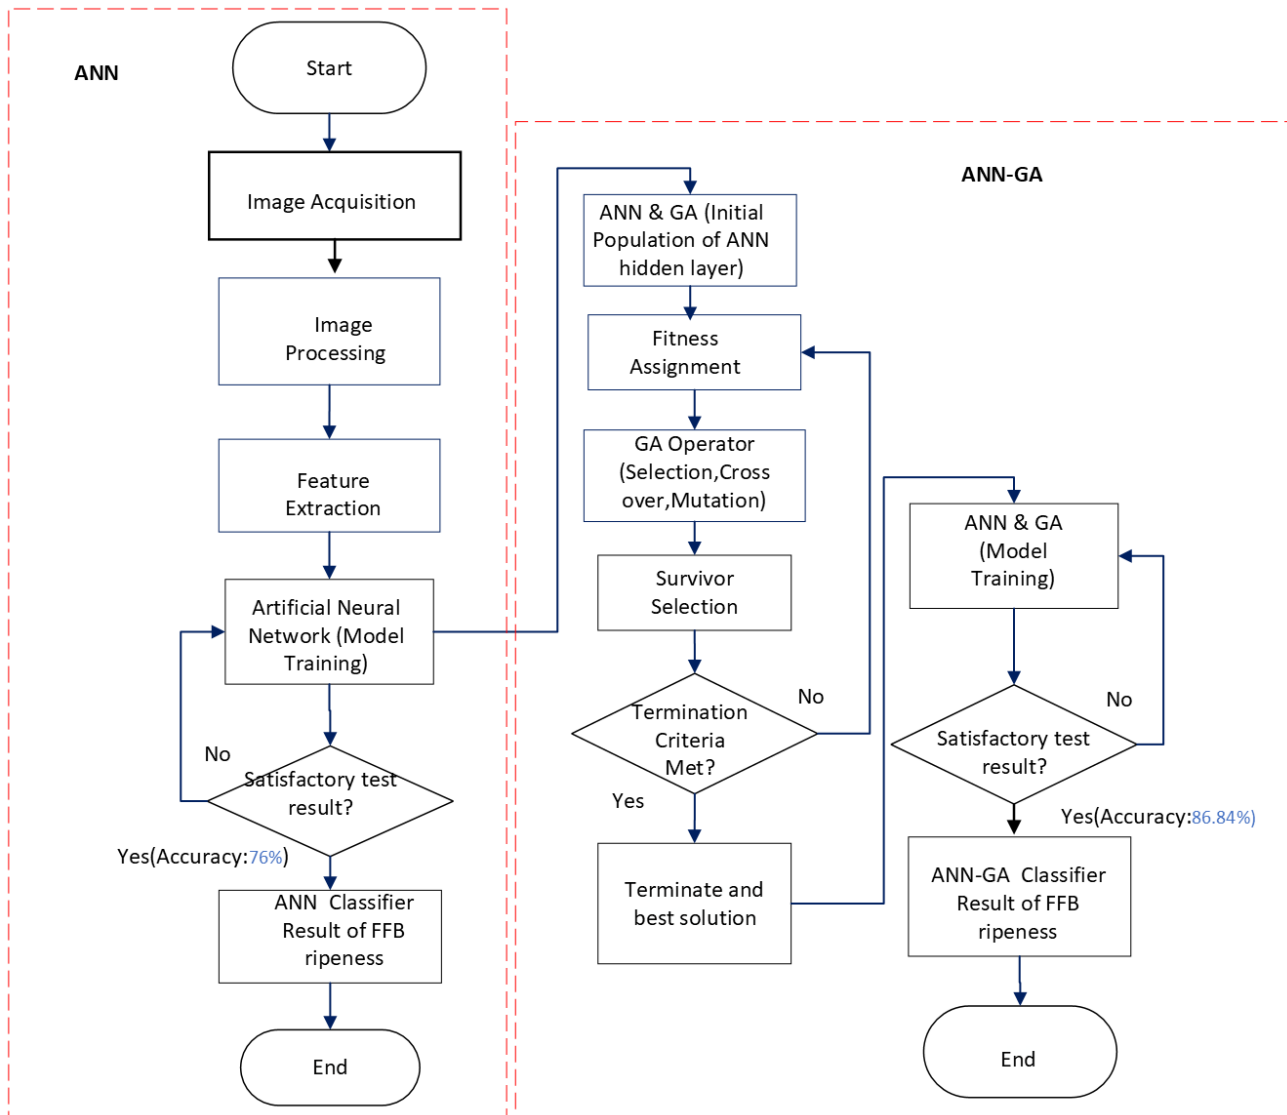 ANN
Start
Image Acquisition
Image
Processing
Feature
Extraction
Artificial Neural
Network (Model
Training)
No
Satisfactory test
result?
Yes(Accuracy:76%)
ANN Classifier
Result of FFB
ripeness
End
ANN-GA
ANN & GA (Initial
Population of ANN
hidden layer)
Fitness
Assignment
GA Operator
(Selection,Cross
over,Mutation)
Survivor
Selection
Termination
Criteria
Met?
No
Yes
Terminate and
best solution
ANN & GA
(Model
Training)
No
Satisfactory test
result?
Yes(Accuracy:86.84%)
ANN-GA Classifier
Result of FFB
ripeness
End